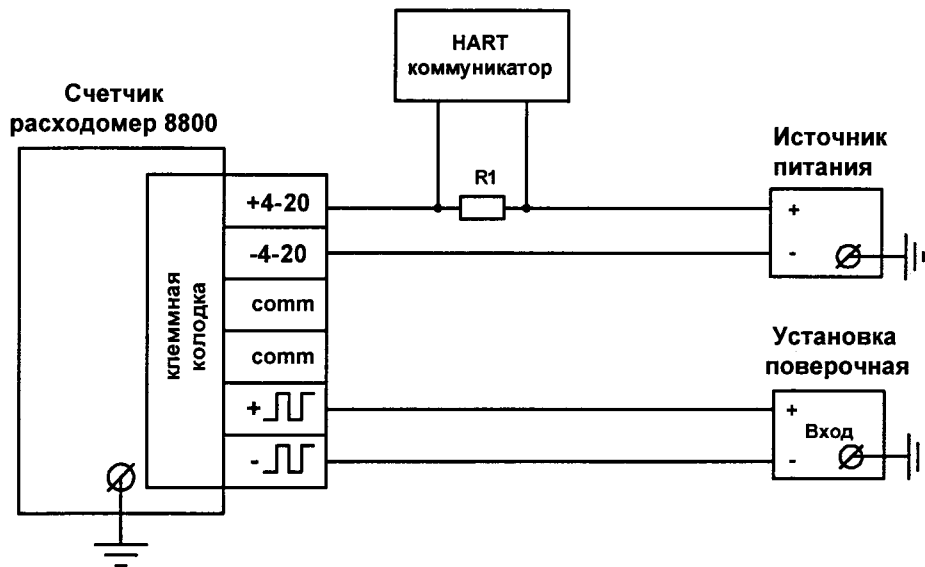 HART
коммуникатор
Счетчик
расходомер 8800
Источник
питания
R1
клеммная
колодка
+4-20
-4-20
comm
comm
+
-
+
-
Установка
поверочная
+
Вход
-